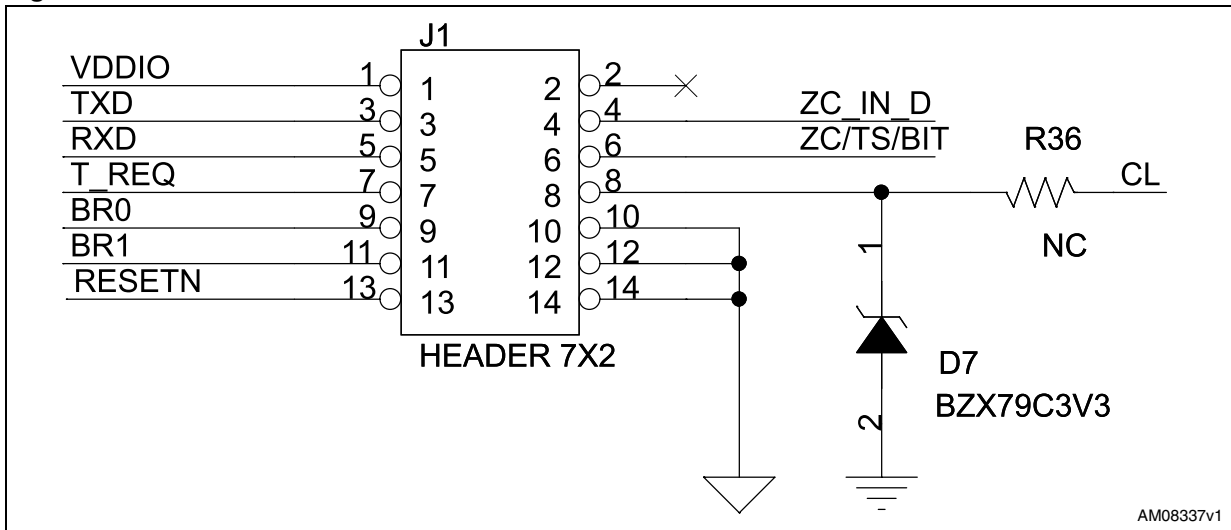 J1
VDDIO 1 1 2 2
TXD 3 3 4 4 ZC_IN_D
RXD 5 5 6 6 ZC/TS/BIT R36
T_REQ 7 7 8 8 CL
BR0 9 9 10 10 NC
BR1 11 11 12 12 1
RESETN 13 13 14 14
HEADER 7X2
D7
BZX79C3V3
2
AM08337v1